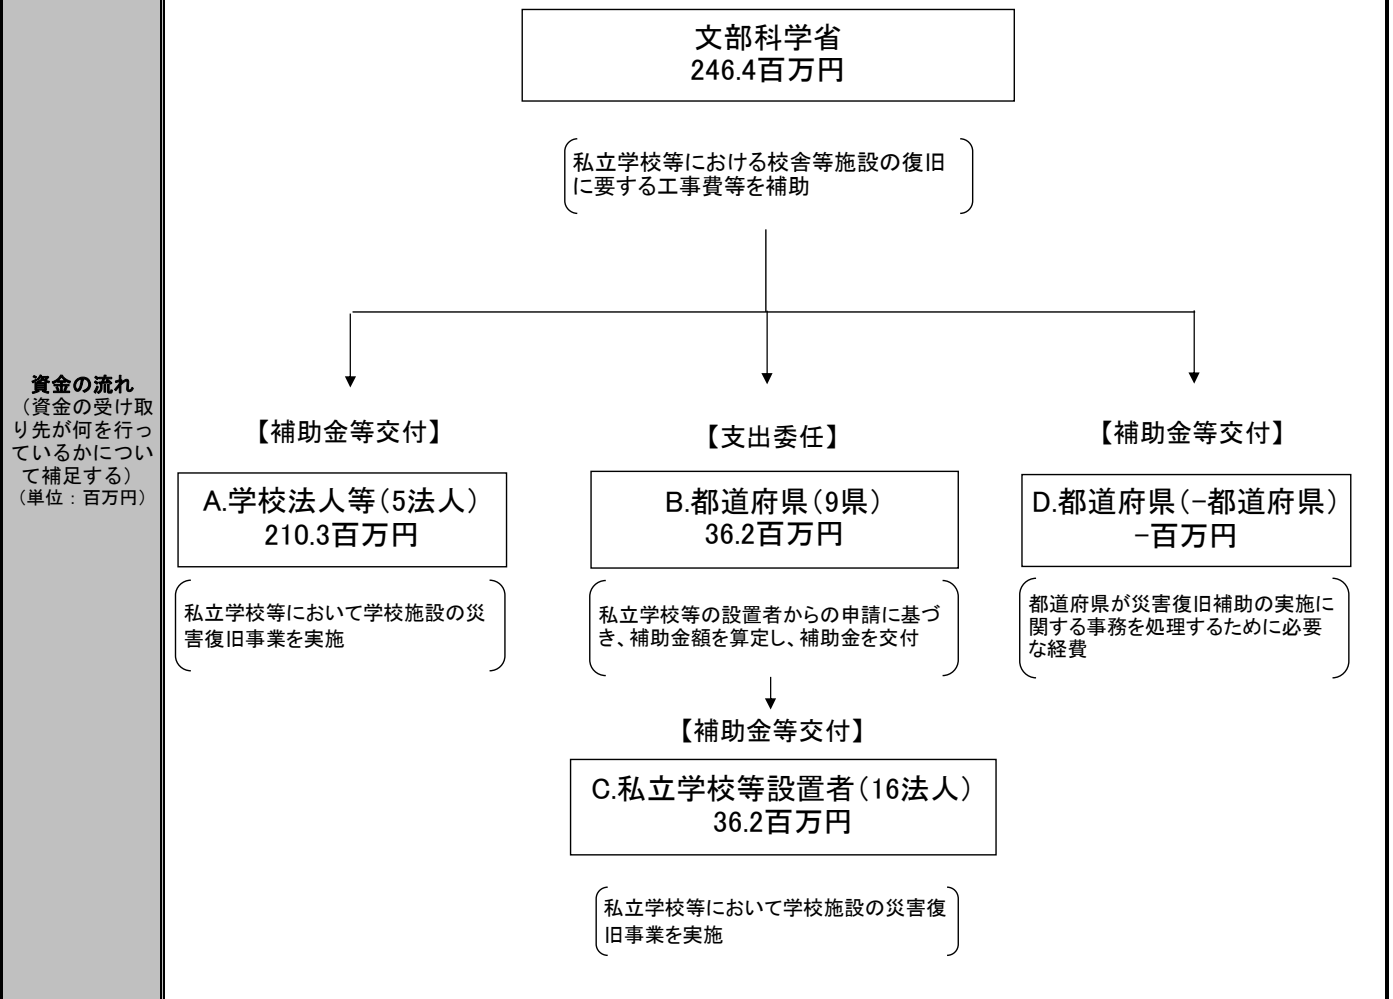 文部科学省
246.4百万円
私立学校等における校舎等施設の復旧
に要する工事費等を補助
資金の流れ
（資金の受け取
り先が何を行っ
ているかについ
て補足する）
（単位：百万円）
【補助金等交付】
【支出委任】
【補助金等交付】
A.学校法人等（5法人）
210.3百万円
B.都道府県（9県）
36.2百万円
D.都道府県（-都道府県）
-百万円
私立学校等において学校施設の災
害復旧事業を実施
私立学校等の設置者からの申請に基づ
き、補助金額を算定し、補助金を交付
都道府県が災害復旧補助の実施に
関する事務を処理するために必要
な経費
【補助金等交付】
C.私立学校等設置者（16法人）
36.2百万円
私立学校等において学校施設の災害復
旧事業を実施